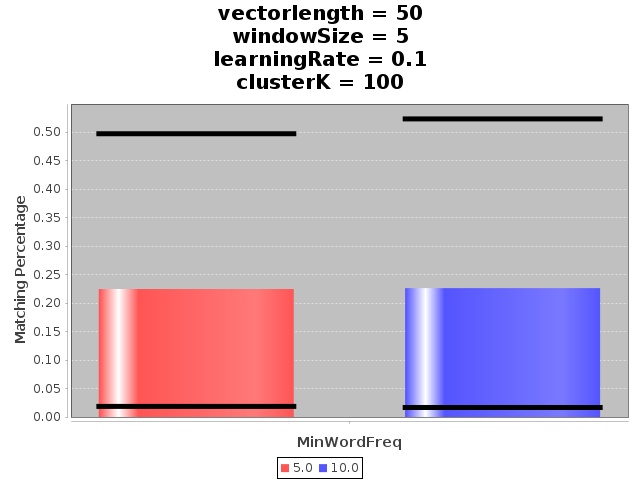 vectorlength = 50
windowSize = 5
learningRate = 0.1
clusterK = 100
Matching Percentage
0.50
0.45
0.40
0.35
0.30
0.25
0.20
0.15
0.10
0.05
0.00
MinWordFreq
5.0 10.0